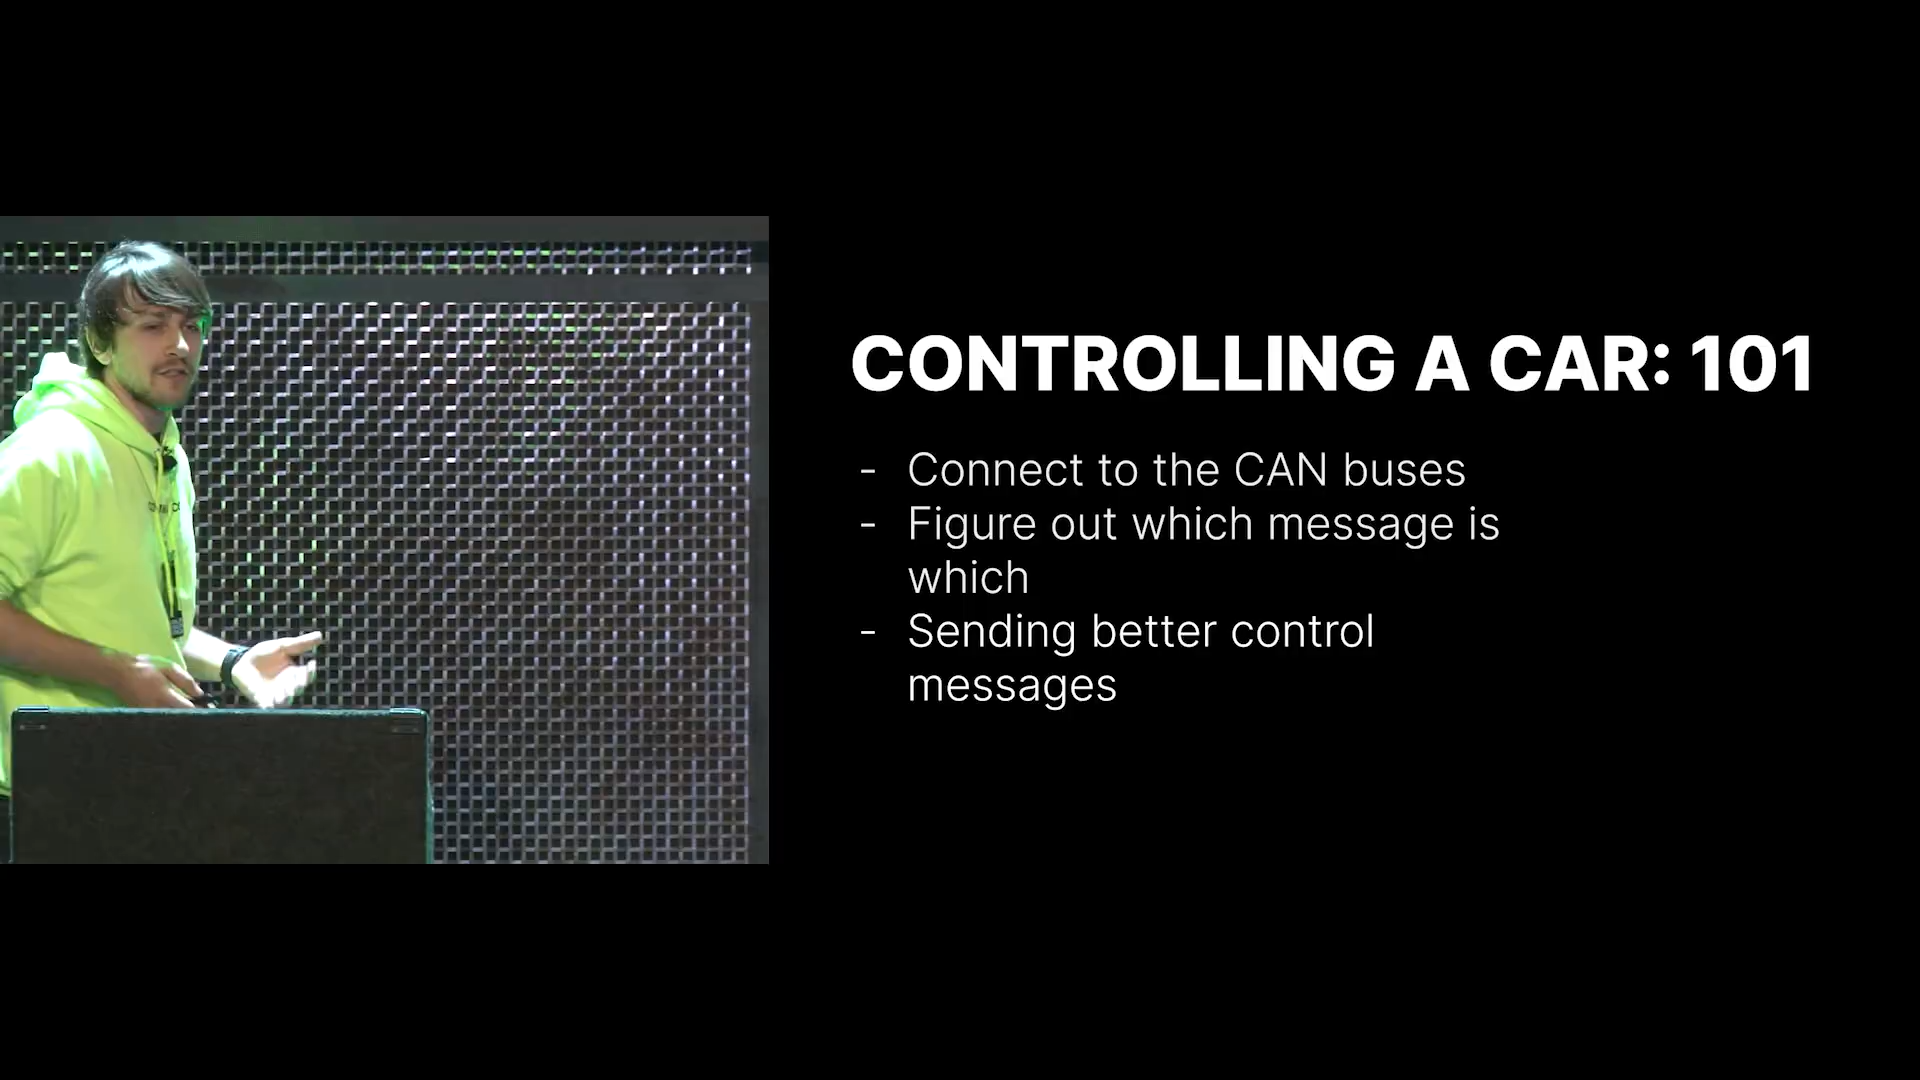 CONTROLLING A CAR: 101
- Connect to the CAN buses
- Figure out which message is
which
- Sending better control
messages